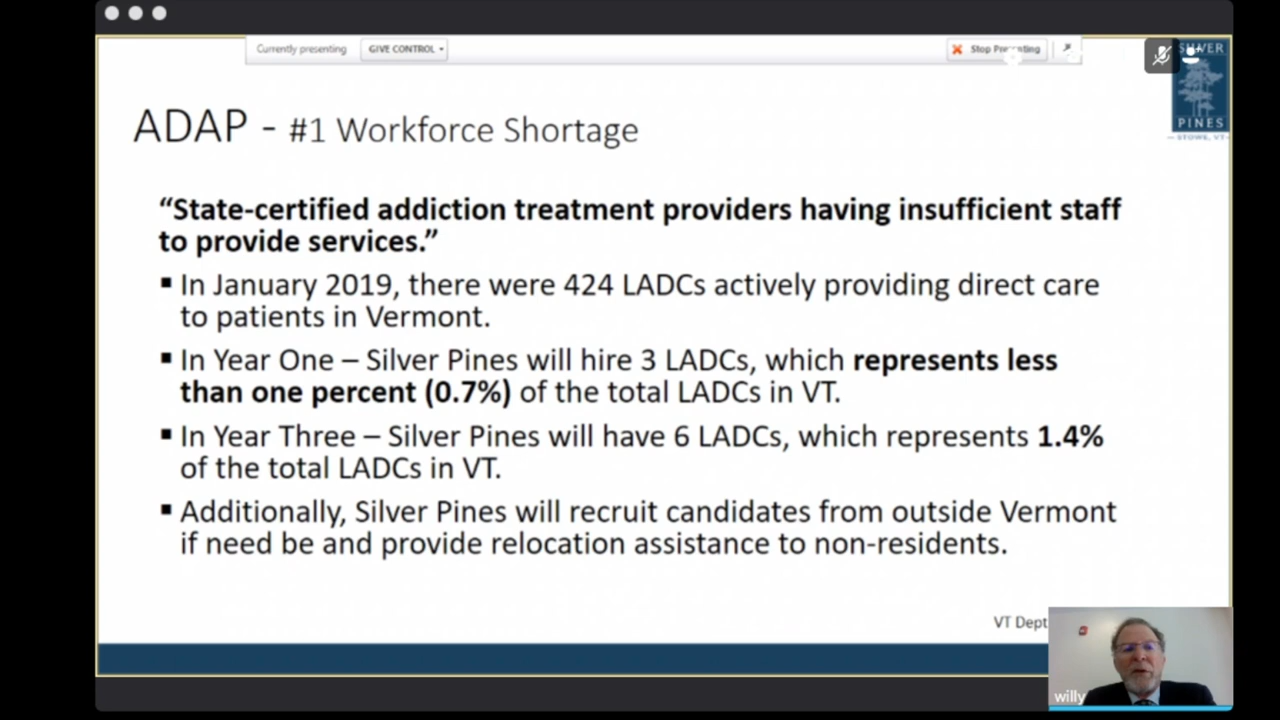 Currently presenting GIVE CONTROL Stop Presenting
SILVER
PINES
STOWE, VT
ADAP - #1 Workforce Shortage
“State-certified addiction treatment providers having insufficient staff
to provide services.”
▪ In January 2019, there were 424 LADCs actively providing direct care
to patients in Vermont.
▪ In Year One – Silver Pines will hire 3 LADCs, which represents less
than one percent (0.7%) of the total LADCs in VT.
▪ In Year Three – Silver Pines will have 6 LADCs, which represents 1.4%
of the total LADCs in VT.
▪ Additionally, Silver Pines will recruit candidates from outside Vermont
if need be and provide relocation assistance to non-residents.
VT Dept
willy